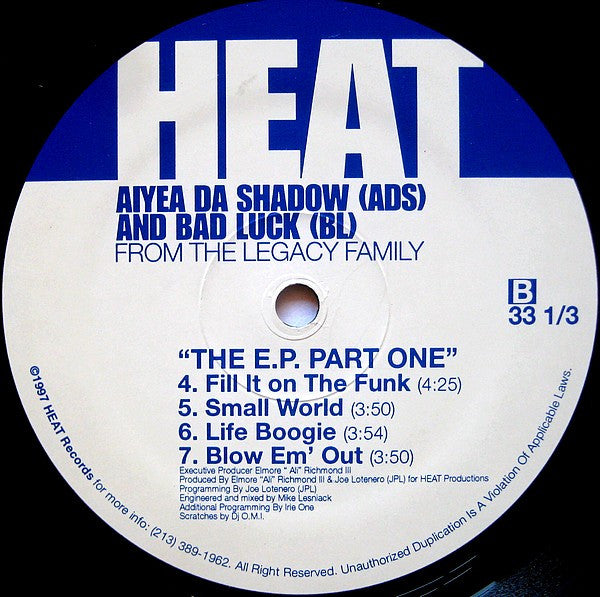 HEAT
AIYEA DA SHADOW (ADS)
AND BAD LUCK (BL)
FROM THE LEGACY FAMILY
B
33 1/3
“THE E.P. PART ONE”
4. Fill It on The Funk (4:25)
5. Small World (3:50)
6. Life Boogie (3:54)
7. Blow Em’ Out (3:50)
Executive Producer Elmore “ Ali” Richmond III
Produced By Elmore "Ali" Richmond III & Joe Lotenero (JPL) for HEAT Productions
Programming By Joe Lotenero (JPL)
Engineered and mixed by Mike Lesniack
Additional Programming By Irie One
Scratches by Dj O.M.I.
©1997 HEAT Records for more info: (213) 389-1962. All Right Reserved. Unauthorized Duplication Is A Violation Of Applicable Laws.